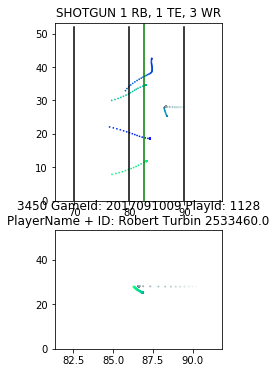 SHOTGUN 1 RB, 1 TE, 3 WR
50
40
30
20
10
0
70 80 90
3450 GameId: 2017091009 PlayId: 1128
PlayerName + ID: Robert Turbin 2533460.0
40
20
0
82.5 85.0 87.5 90.0